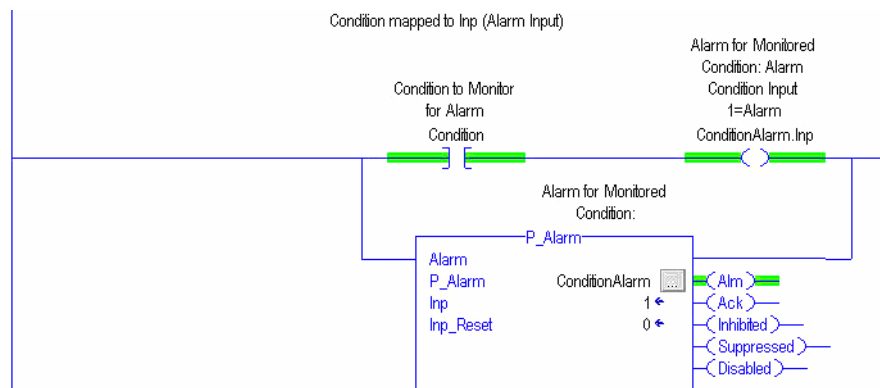 Condition mapped to Inp (Alarm Input)
Alarm for Monitored
Condition: Alarm
Condition Input
1=Alarm
ConditionAlarm.Inp
Condition to Monitor
for Alarm
Condition
Alarm for Monitored
Condition:
P_Alarm
Alarm
P_Alarm ConditionAlarm ... Alm
Inp 1 Ack
Inp_Reset 0 Inhibited
Suppressed
Disabled